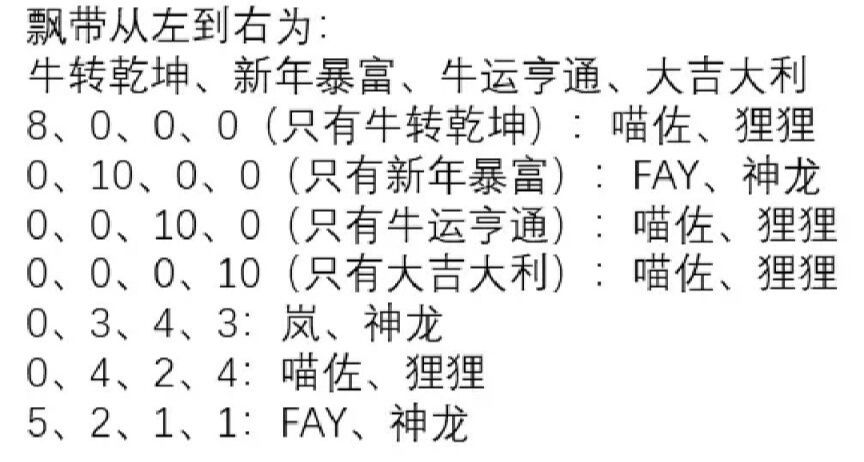 飘带从左到右为：
牛转乾坤、新年暴富、牛运亨通、大吉大利
8、0、0、0（只有牛转乾坤）：喵佐、狸狸
0、10、0、0（只有新年暴富）：FAY、神龙
0、0、10、0（只有牛运亨通）：喵佐、狸狸
0、0、0、10（只有大吉大利）：喵佐、狸狸
0、3、4、3：岚、神龙
0、4、2、4：喵佐、狸狸
5、2、1、1：FAY、神龙